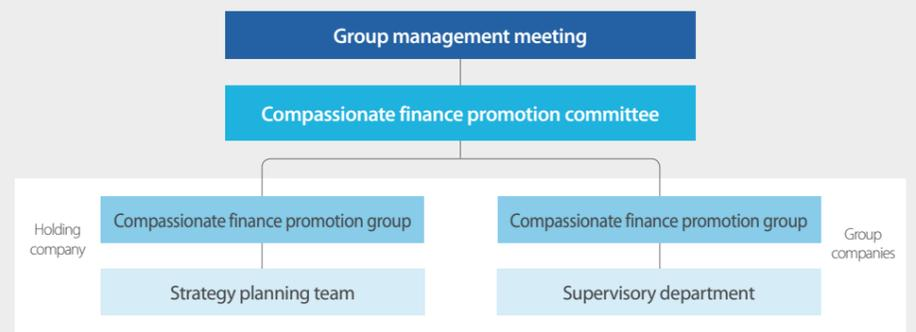 Group management meeting
Compassionate finance promotion committee
Holding
company
Compassionate finance promotion group
Compassionate finance promotion group
Group
companies
Strategy planning team
Supervisory department